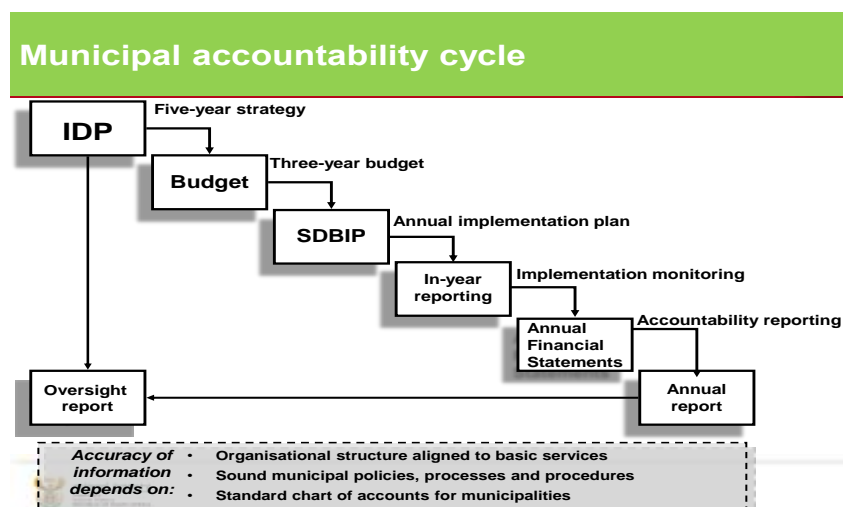 Municipal accountability cycle
IDP
Five-year strategy
Budget
Three-year budget
SDBIP
Annual implementation plan
In-year
reporting
Implementation monitoring
Annual
Financial
Statements
Accountability reporting
Oversight
report
Annual
report
Accuracy of
information
depends on:
• Organisational structure aligned to basic services
• Sound municipal policies, processes and procedures
• Standard chart of accounts for municipalities